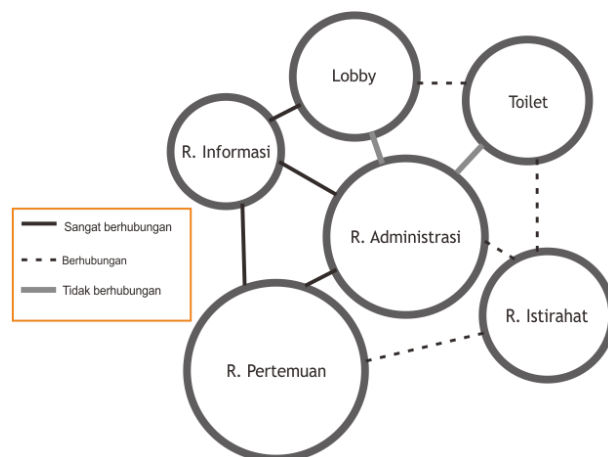 Lobby
Toilet
R. Informasi
R. Administrasi
Sangat berhubungan
Berhubungan
Tidak berhubungan
R. Istirahat
R. Pertemuan